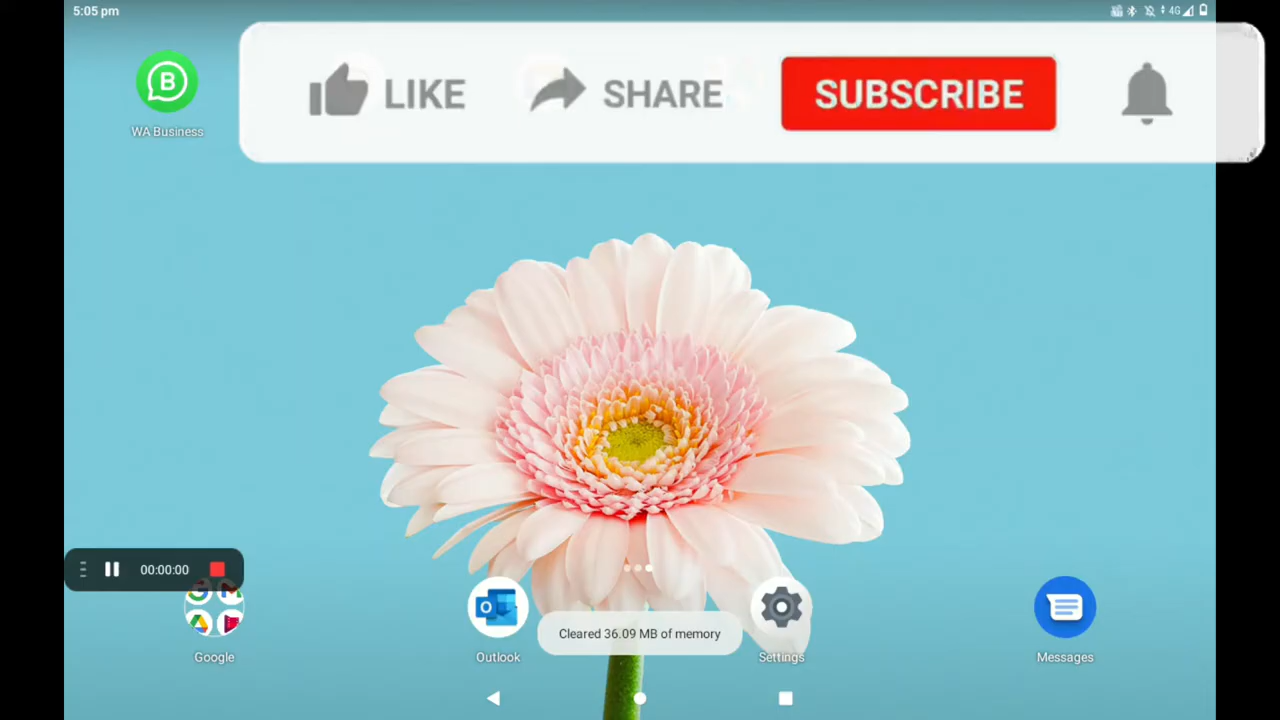 5:05 pm
4G
LIKE
SHARE
SUBSCRIBE
B
WA Business
00:00:00
Cleared 36.09 MB of memory
Google
Outlook
Settings
Messages